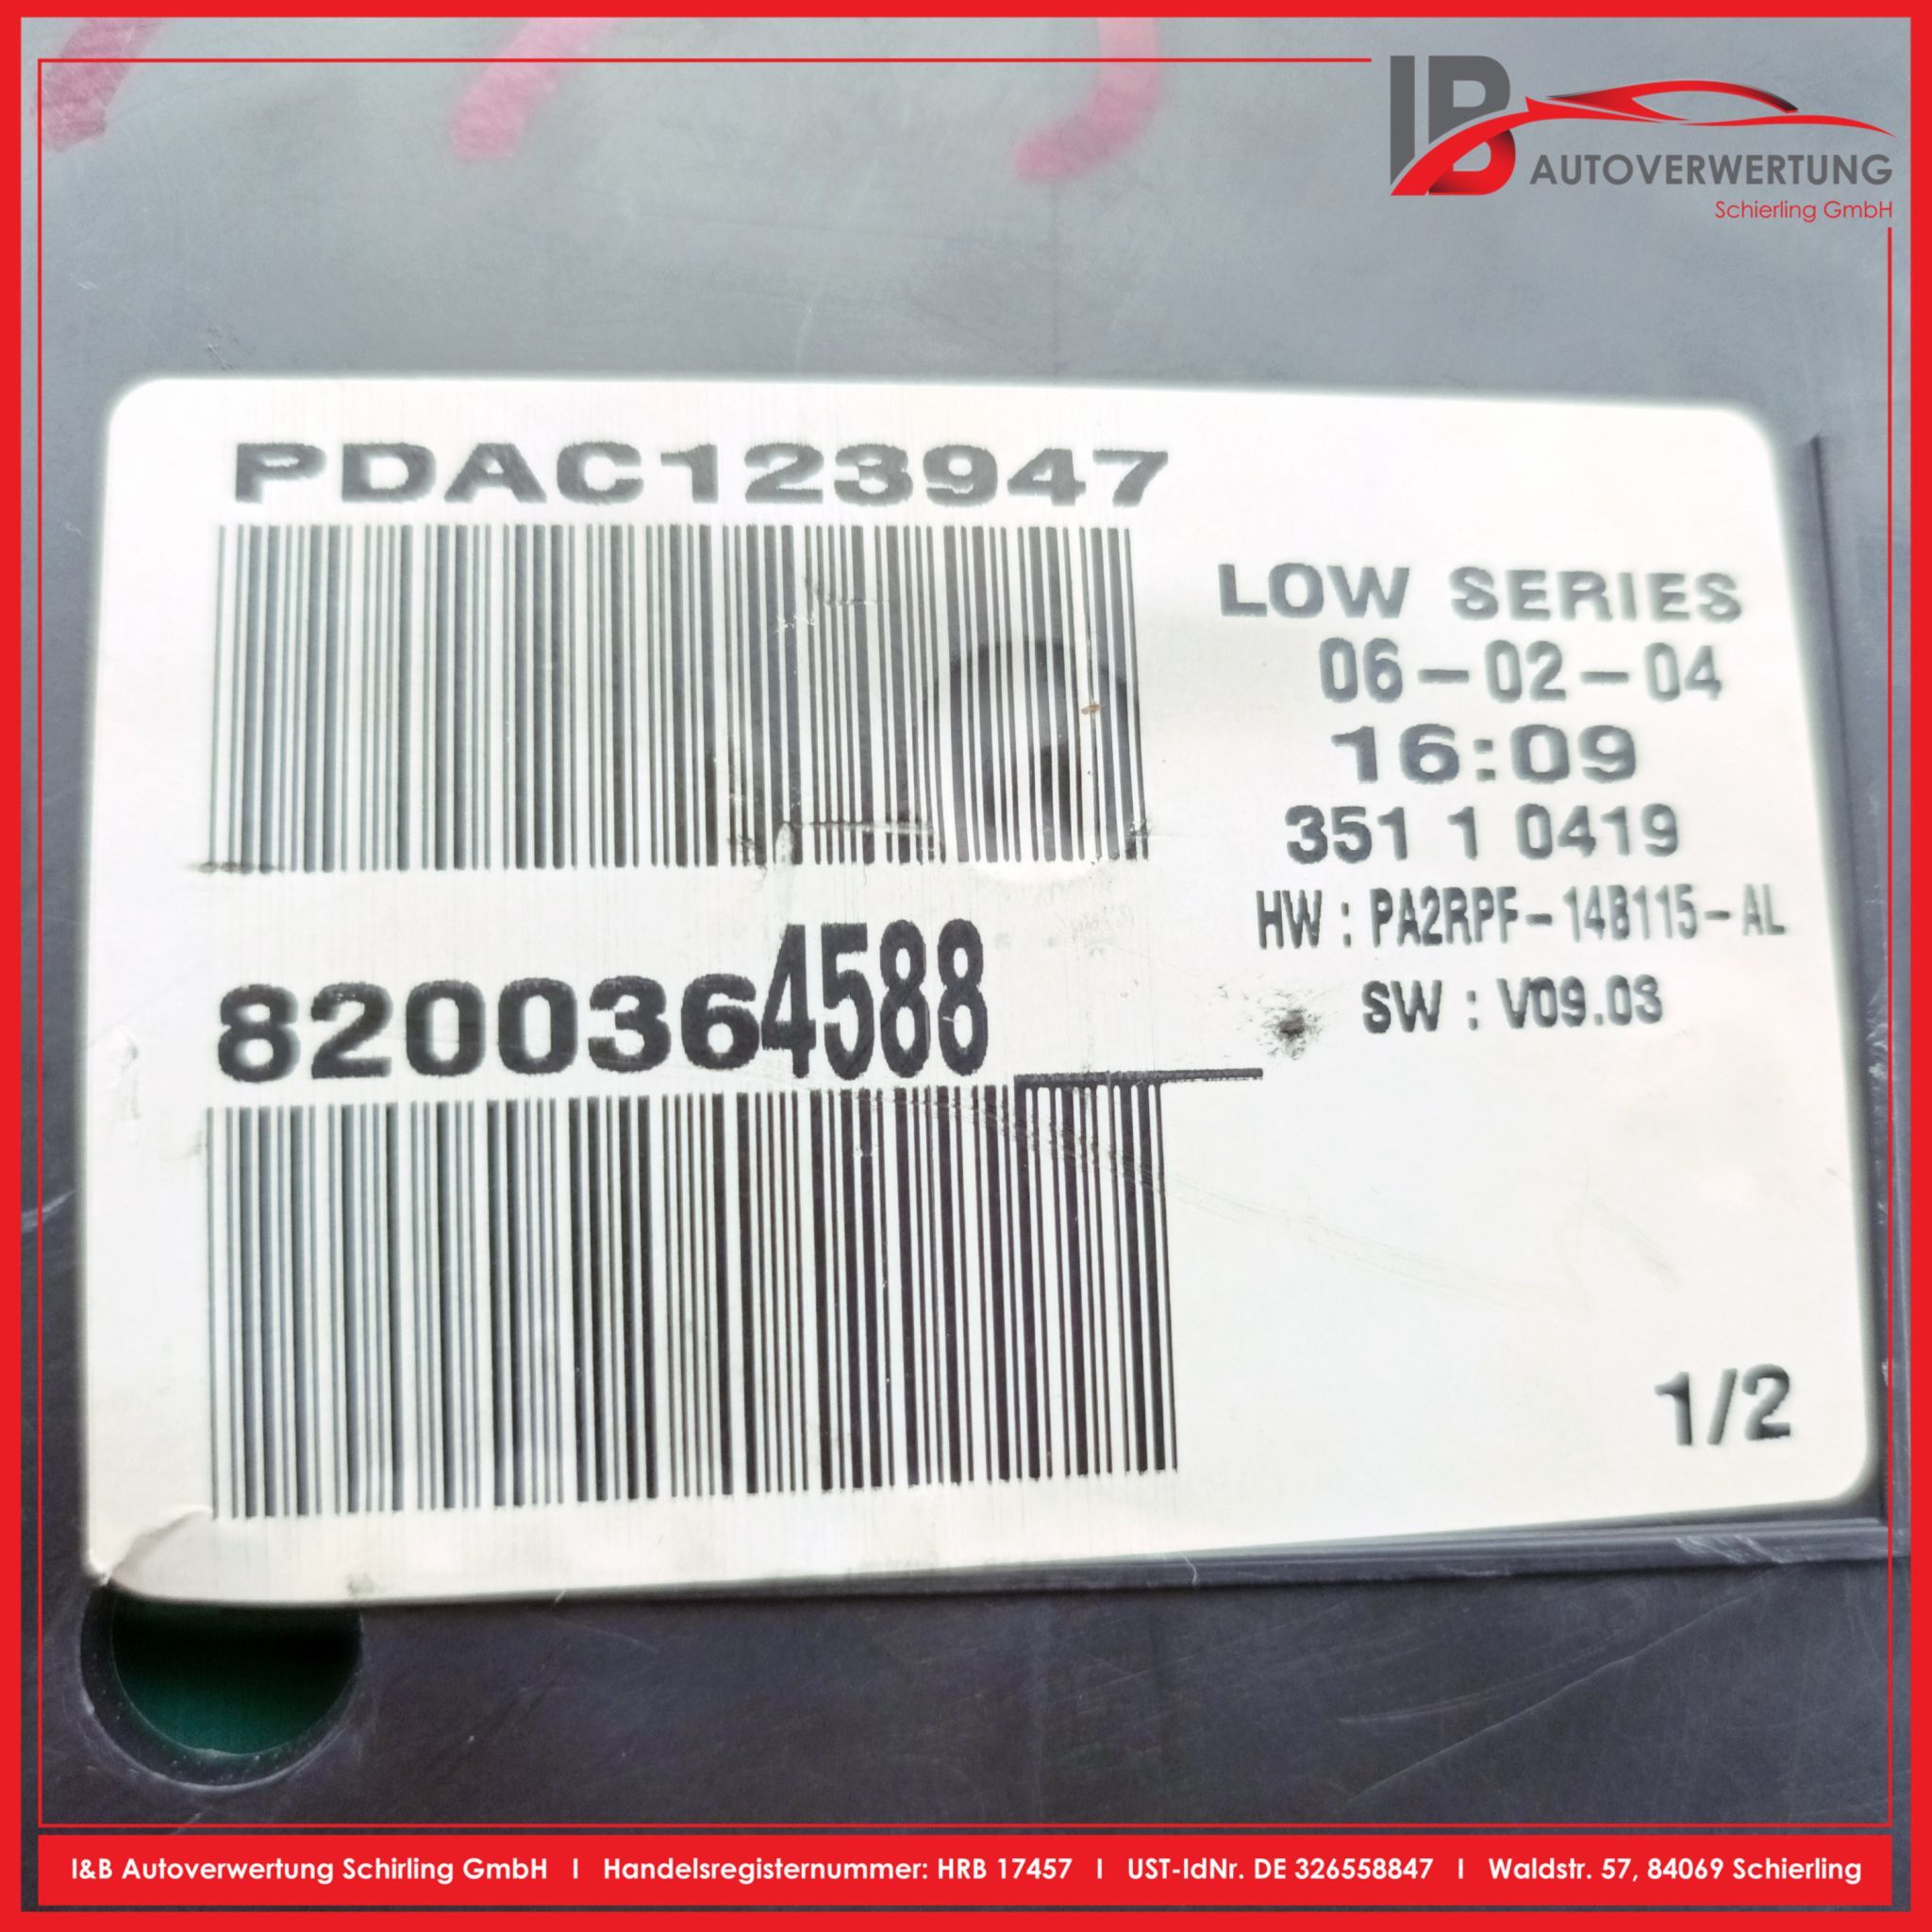 IB AUTOVERWERTUNG
Schierling GmbH
PDAC123947
LOW SERIES
06-02-04
16:09
351 1 0419
HW : PA2RPF-14B115-AL
SW : V09.03
8200364588
1/2
I&B Autoverwertung Schirling GmbH I Handelsregisternummer: HRB 17457 I UST-IdNr. DE 326558847 I Waldstr. 57, 84069 Schierling